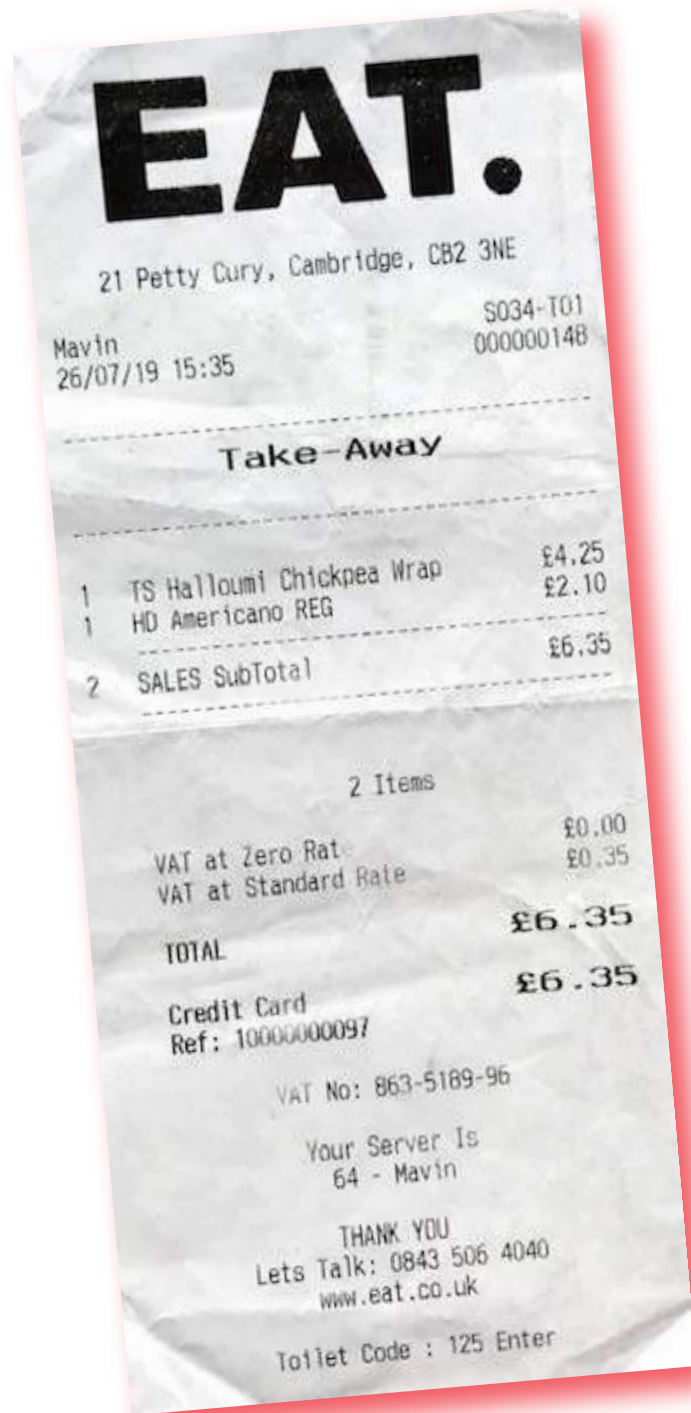 EAT.
21 Petty Cury, Cambridge, CB2 3NE
Mavin S034-T01
26/07/19 15:35 000000148
Take-Away
1 TS Halloumi Chickpea Wrap £4.25
1 HD Americano REG £2.10
2 SALES SubTotal £6.35
2 Items
VAT at Zero Rate £0.00
VAT at Standard Rate £0.35
TOTAL £6.35
Credit Card £6.35
Ref: 10000000097
VAT No: 863-5189-96
Your Server Is
64 - Mavin
THANK YOU
Lets Talk: 0843 506 4040
www.eat.co.uk
Toilet Code : 125 Enter